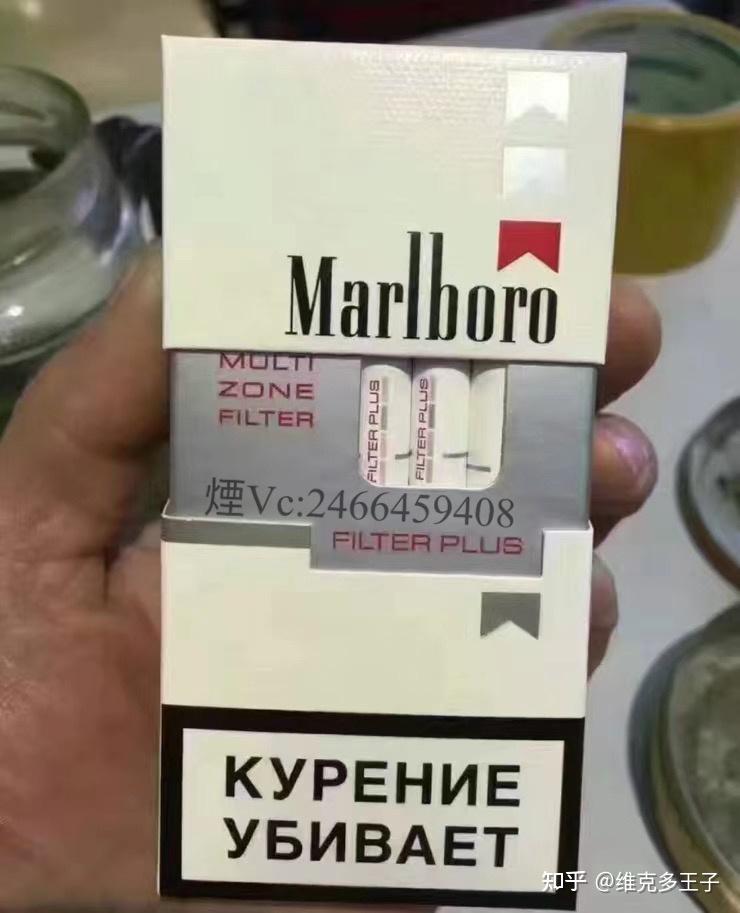 Marlboro
MULTI
ZONE
FILTER
FILTER PLUS
FILTER PLUS
煙Vc:2466459408
FILTER PLUS
КУРЕНИЕ
УБИВАЕТ
知乎 @维克多王子